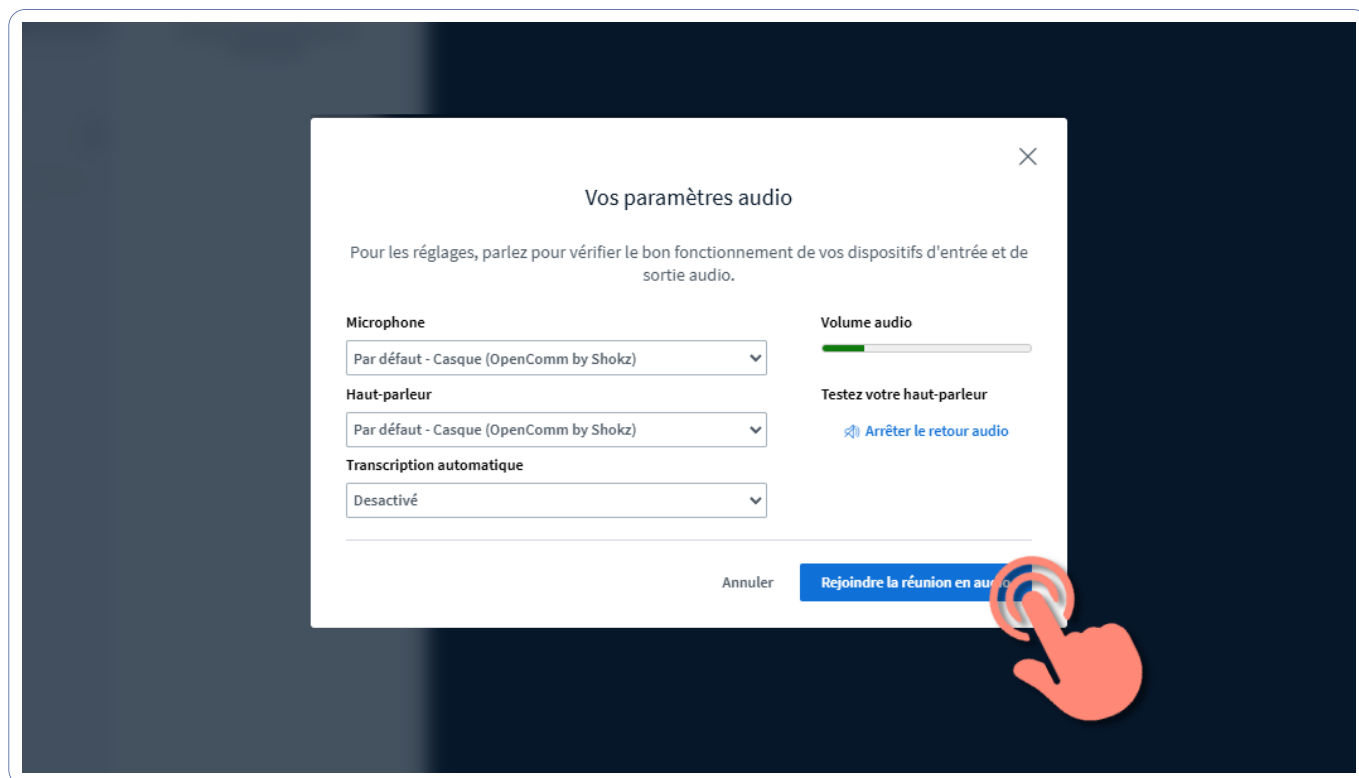 Vos paramètres audio
Pour les réglages, parlez pour vérifier le bon fonctionnement de vos dispositifs d'entrée et de
sortie audio.
Microphone
Par défaut - Casque (OpenComm by Shokz)
Haut-parleur
Par défaut - Casque (OpenComm by Shokz)
Transcription automatique
Desactivé
Volume audio
Testez votre haut-parleur
Arrêter le retour audio
Annuler
Rejoindre la réunion en audio